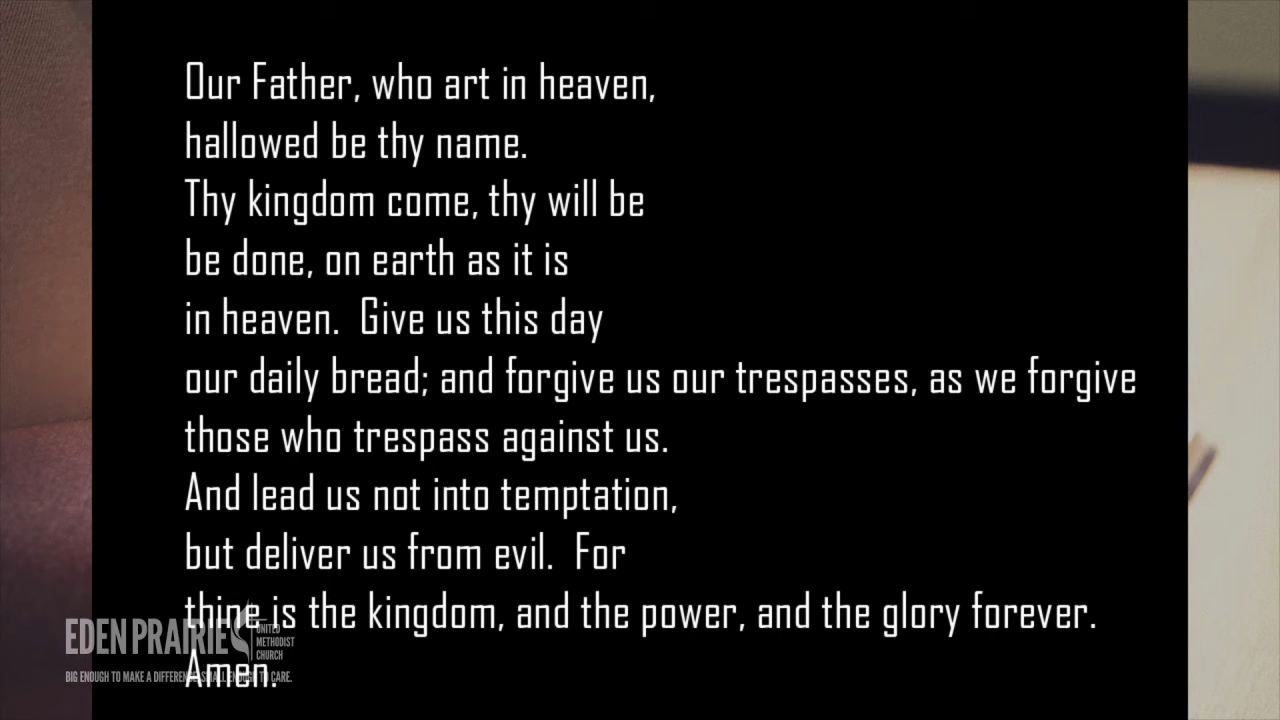 Our Father, who art in heaven,
hallowed be thy name.
Thy kingdom come, thy will be
be done, on earth as it is
in heaven.  Give us this day
our daily bread; and forgive us our trespasses, as we forgive
those who trespass against us.
And lead us not into temptation,
but deliver us from evil.  For
thine is the kingdom, and the power, and the glory forever.
Amen.
EDEN PRAIRIE
UNITED
METHODIST
CHURCH
BIG ENOUGH TO MAKE A DIFFERENCE. SMALL ENOUGH TO CARE.